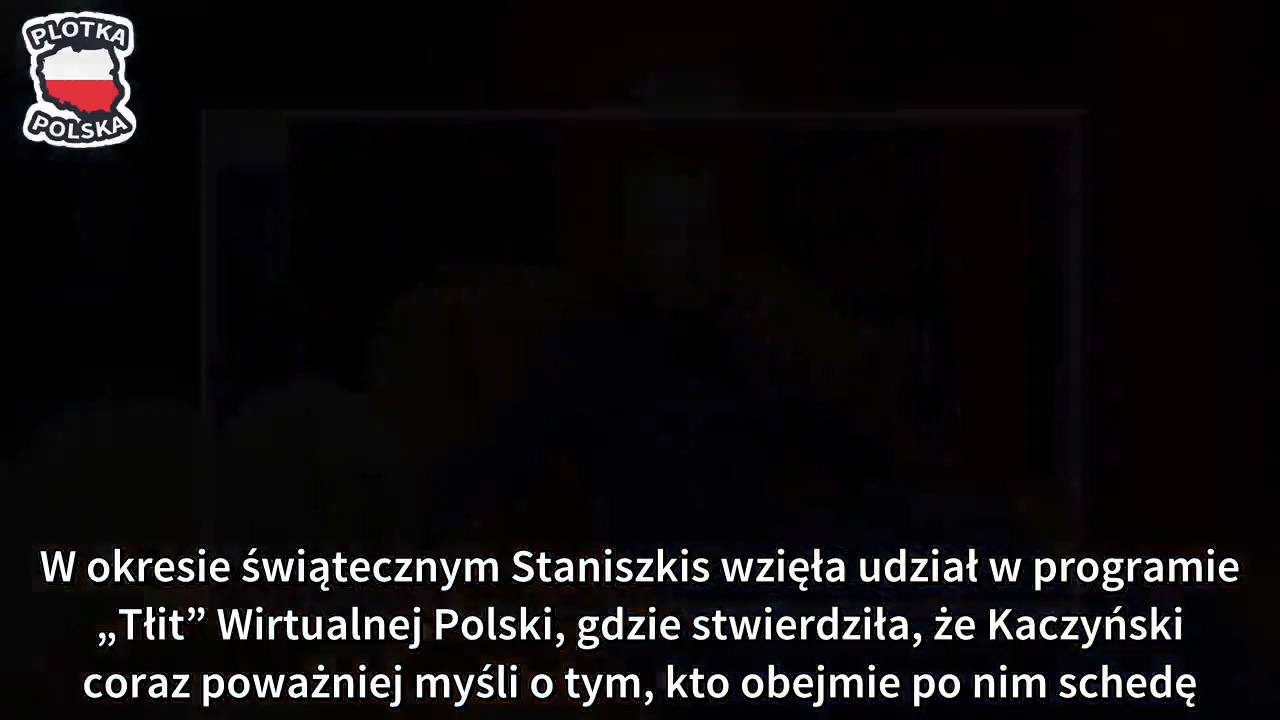 PLOTKA
POLSKA
W okresie świątecznym Staniszkis wzięła udział w programie
„Tłit” Wirtualnej Polski, gdzie stwierdziła, że Kaczyński
coraz poważniej myśli o tym, kto obejmie po nim schedę